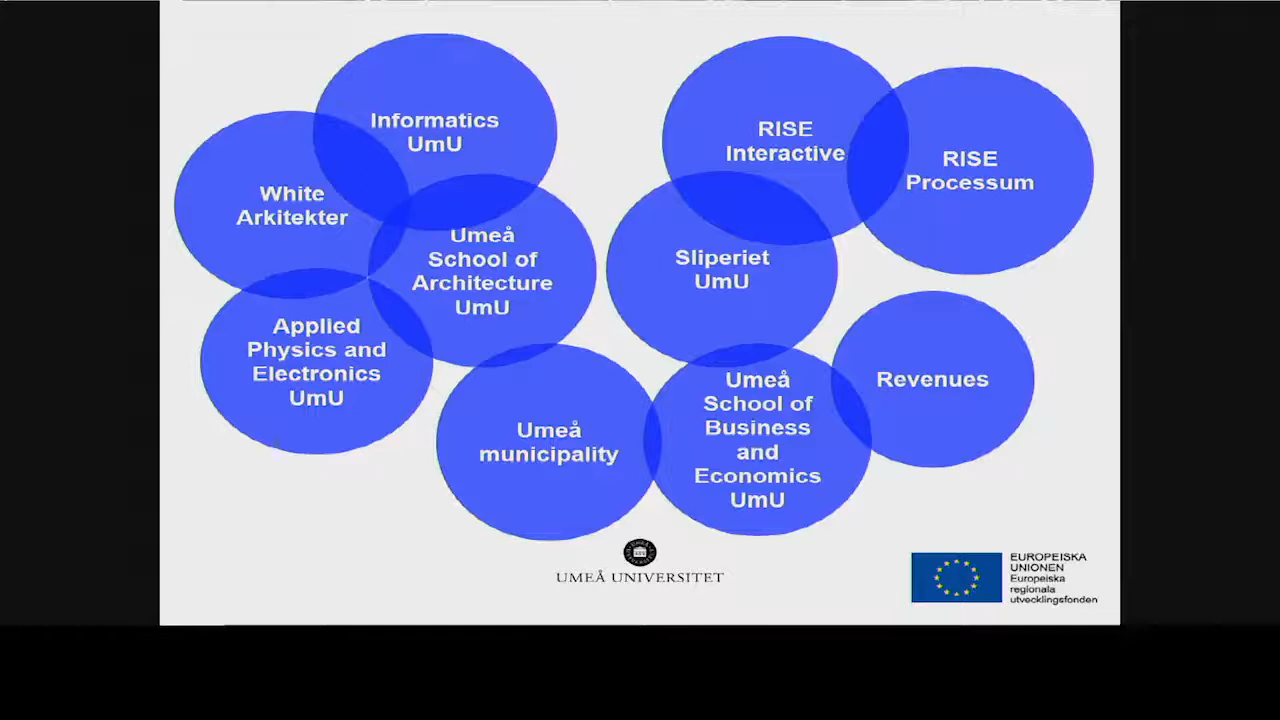 Informatics
UmU
RISE
Interactive
RISE
Processum
White
Arkitekter
Umeå
School of
Architecture
UmU
Sliperiet
UmU
Applied
Physics and
Electronics
UmU
Umeå
municipality
Umeå
School of
Business
and
Economics
UmU
Revenues
UMEÅ UNIVERSITET
EUROPEISKA
UNIONEN
Europeiska
regionala
utvecklingsfonden